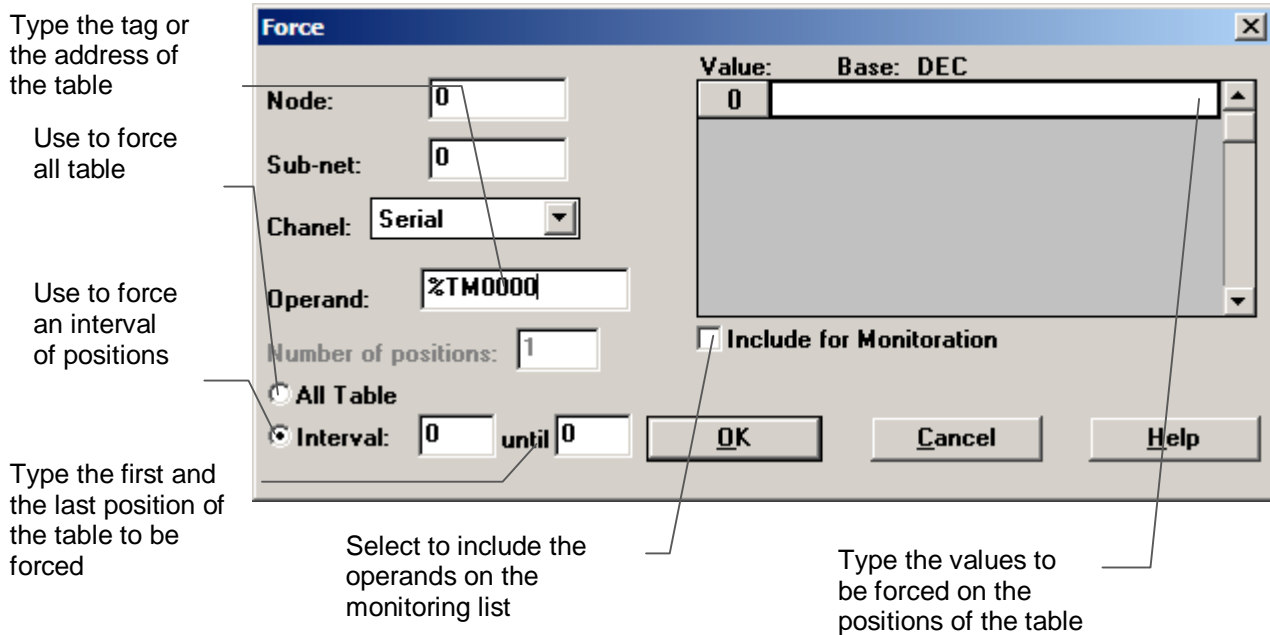 Type the tag or
the address of
the table
Use to force
all table
Use to force
an interval
of positions
Type the first and
the last position of
the table to be
forced
Force
Node: 0
Sub-net: 0
Chanel: Serial
Operand: %TM0000
Number of positions: 1
All Table
Interval: 0 until 0
Value: Base: DEC
0
Include for Monitoration
OK Cancel Help
Select to include the
operands on the
monitoring list
Type the values to
be forced on the
positions of the table